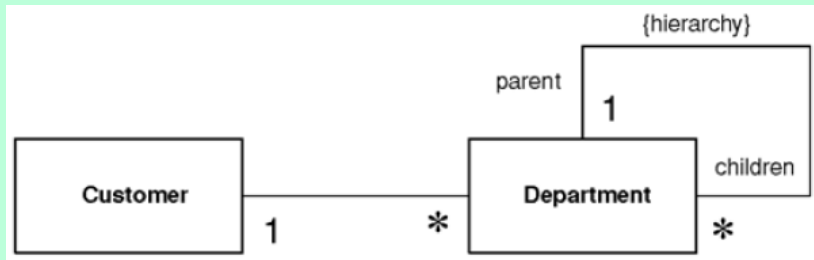 {hierarchy}
parent
1
children
Customer
Department
1
*
*